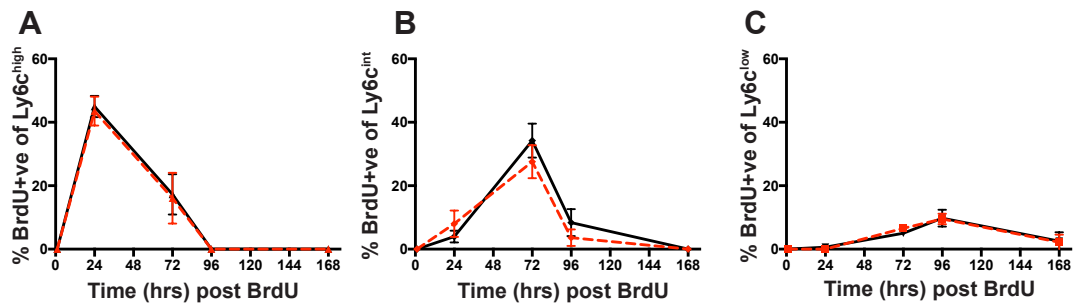 A
% BrdU+ve of Ly6c^high
60
40
20
0
0 24 48 72 96 120 144 168
Time (hrs) post BrdU
B
% BrdU+ve of Ly6c^int
60
40
20
0
0 24 48 72 96 120 144 168
Time (hrs) post BrdU
C
% BrdU+ve of Ly6c^low
60
40
20
0
0 24 48 72 96 120 144 168
Time (hrs) post BrdU